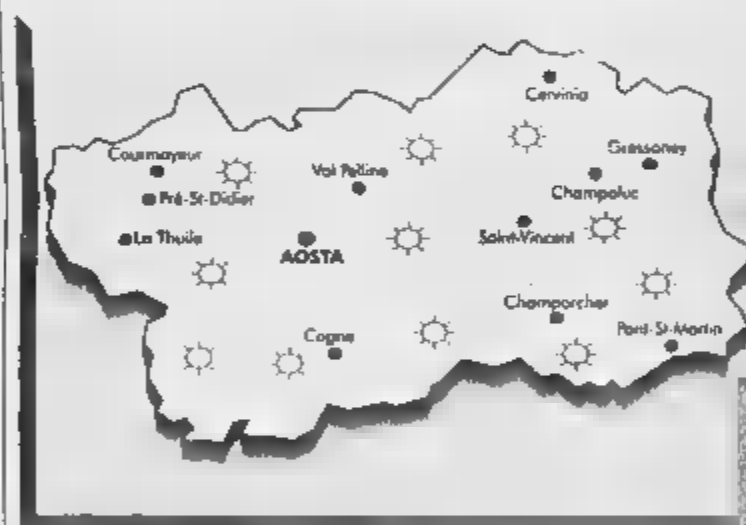 Cervinia
Courmayeur
Gressoney
Val Pelline
Champoluc
Pré-St-Didier
La Thuile
Saint-Vincent
AOSTA
Champorcher
Cogne
Pont-St-Martin